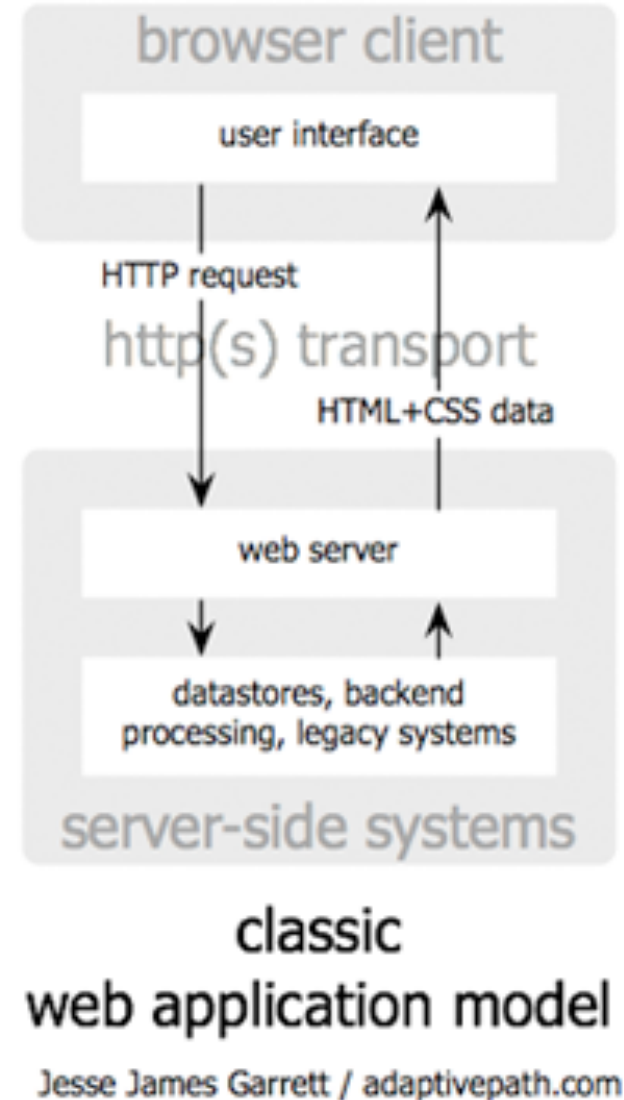 browser client
user interface
HTTP request
http(s) transport
HTML+CSS data
web server
datastores, backend
processing, legacy systems
server-side systems
classic
web application model
Jesse James Garrett / adaptivepath.com